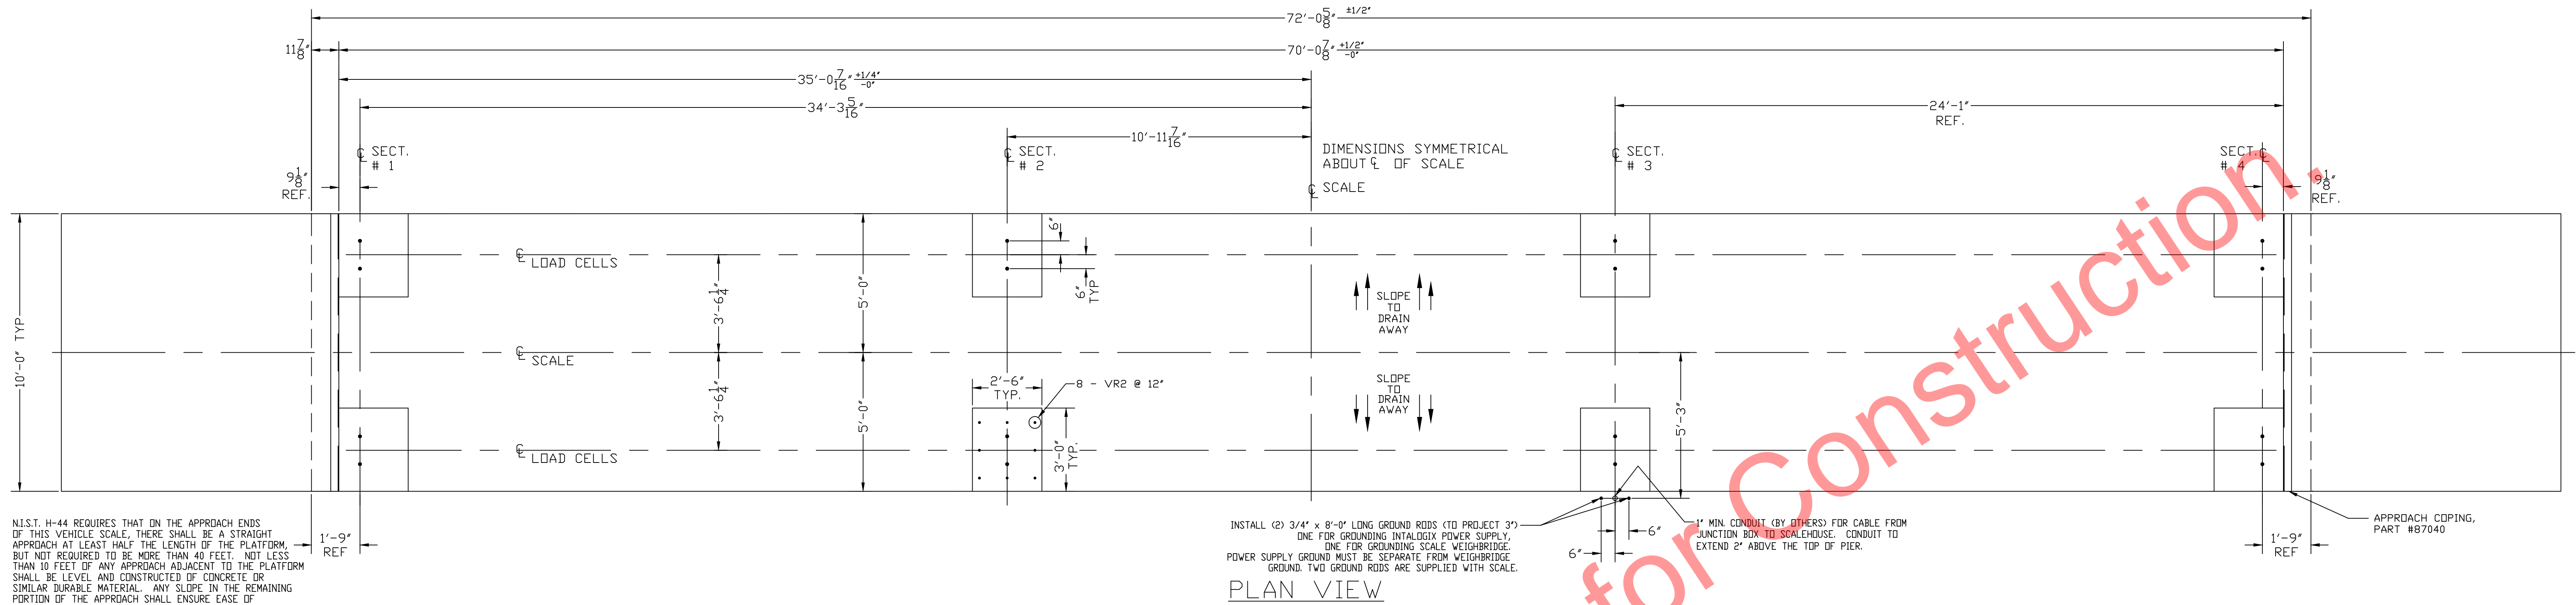 72'-0 5/8" ±1/2"
11 7/8"
70'-0 7/8" +1/2" -0"
35'-0 7/16" +1/4" -0"
34'-3 5/16"
24'-1"
REF.
10'-11 7/16"
℄ SECT.
# 1
℄ SECT.
# 2
DIMENSIONS SYMMETRICAL
ABOUT ℄ OF SCALE
℄ SECT.
# 3
SECT. ℄
# 4
9 1/8"
REF.
℄ SCALE
9 1/8"
REF.
10'-0" TYP
℄ LOAD CELLS
3'-6 1/4"
5'-0"
6"
6"
TYP
SLOPE
TO
DRAIN
AWAY
℄ SCALE
3'-6 1/4"
5'-0"
2'-6"
TYP.
8 - VR2 @ 12"
3'-0"
TYP.
SLOPE
TO
DRAIN
AWAY
5'-3"
℄ LOAD CELLS
N.I.S.T. H-44 REQUIRES THAT ON THE APPROACH ENDS
OF THIS VEHICLE SCALE, THERE SHALL BE A STRAIGHT
APPROACH AT LEAST HALF THE LENGTH OF THE PLATFORM,
BUT NOT REQUIRED TO BE MORE THAN 40 FEET. NOT LESS
THAN 10 FEET OF ANY APPROACH ADJACENT TO THE PLATFORM
SHALL BE LEVEL AND CONSTRUCTED OF CONCRETE OR
SIMILAR DURABLE MATERIAL. ANY SLOPE IN THE REMAINING
PORTION OF THE APPROACH SHALL ENSURE EASE OF
1'-9"
REF
INSTALL (2) 3/4" x 8'-0" LONG GROUND RODS (TO PROJECT 3")
ONE FOR GROUNDING INTALOGIX POWER SUPPLY,
ONE FOR GROUNDING SCALE WEIGHBRIDGE.
POWER SUPPLY GROUND MUST BE SEPARATE FROM WEIGHBRIDGE
GROUND. TWO GROUND RODS ARE SUPPLIED WITH SCALE.
6"
6"
1" MIN. CONDUIT (BY OTHERS) FOR CABLE FROM
JUNCTION BOX TO SCALEHOUSE. CONDUIT TO
EXTEND 2" ABOVE THE TOP OF PIER.
1'-9"
REF
APPROACH COPING,
PART #87040
PLAN VIEW
for Construction.